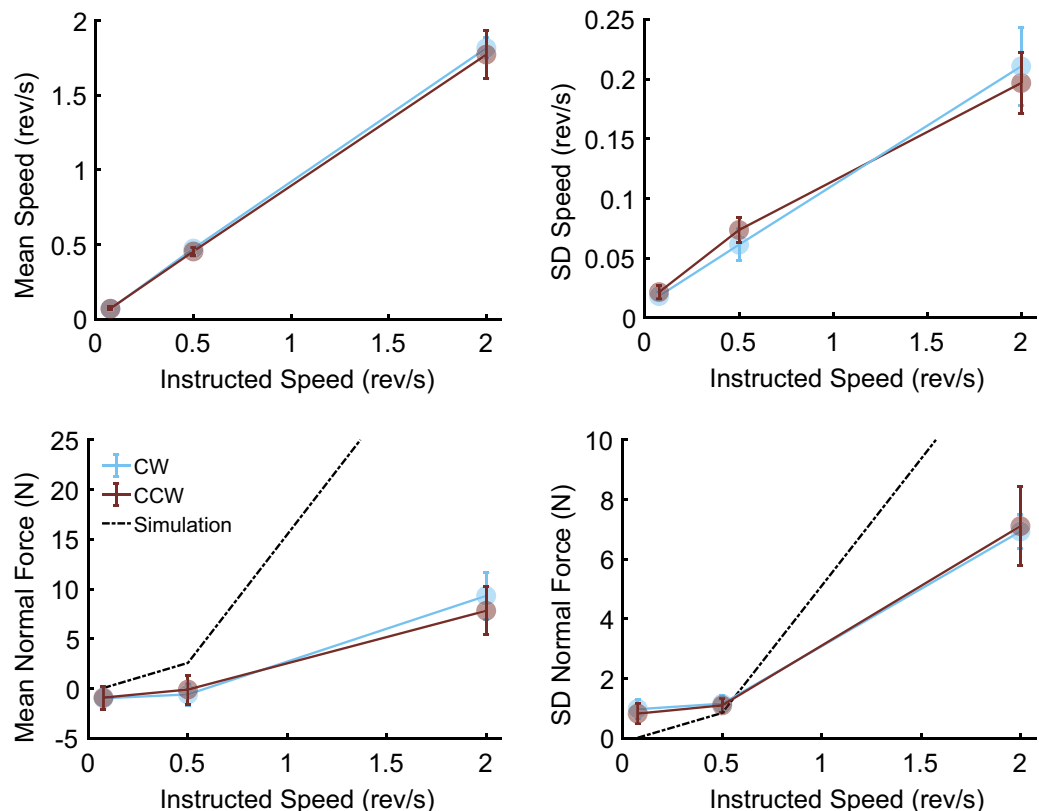 2
1.5
1
0.5
0
Mean Speed (rev/s)
0 0.5 1 1.5 2
Instructed Speed (rev/s)
0.25
0.2
0.15
0.1
0.05
0
SD Speed (rev/s)
0 0.5 1 1.5 2
Instructed Speed (rev/s)
25
20
15
10
5
0
-5
Mean Normal Force (N)
CW
CCW
Simulation
0 0.5 1 1.5 2
Instructed Speed (rev/s)
10
8
6
4
2
0
SD Normal Force (N)
0 0.5 1 1.5 2
Instructed Speed (rev/s)